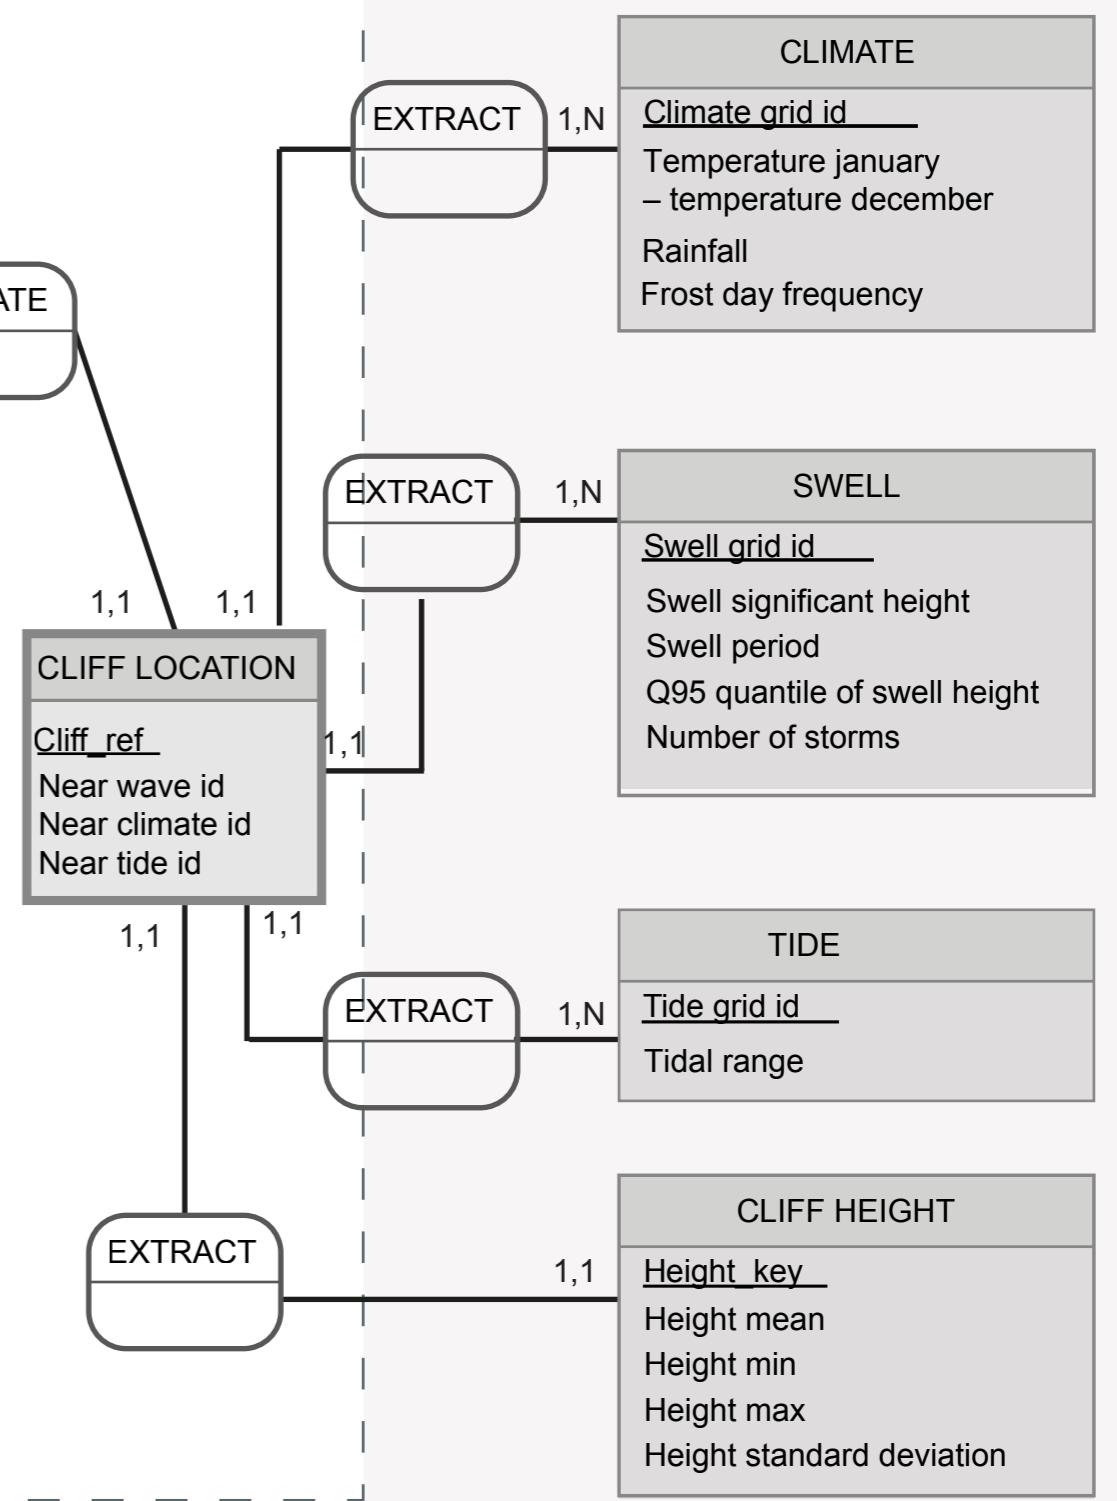 CLIMATE
EXTRACT
1,N
Climate grid id
Temperature january
– temperature december
Rainfall
Frost day frequency
ATE
SWELL
EXTRACT
1,N
Swell grid id
Swell significant height
Swell period
Q95 quantile of swell height
Number of storms
1,1
1,1
CLIFF LOCATION
Cliff_ref
Near wave id
Near climate id
Near tide id
1,1
1,1
1,1
TIDE
EXTRACT
1,N
Tide grid id
Tidal range
CLIFF HEIGHT
EXTRACT
1,1
Height_key
Height mean
Height min
Height max
Height standard deviation